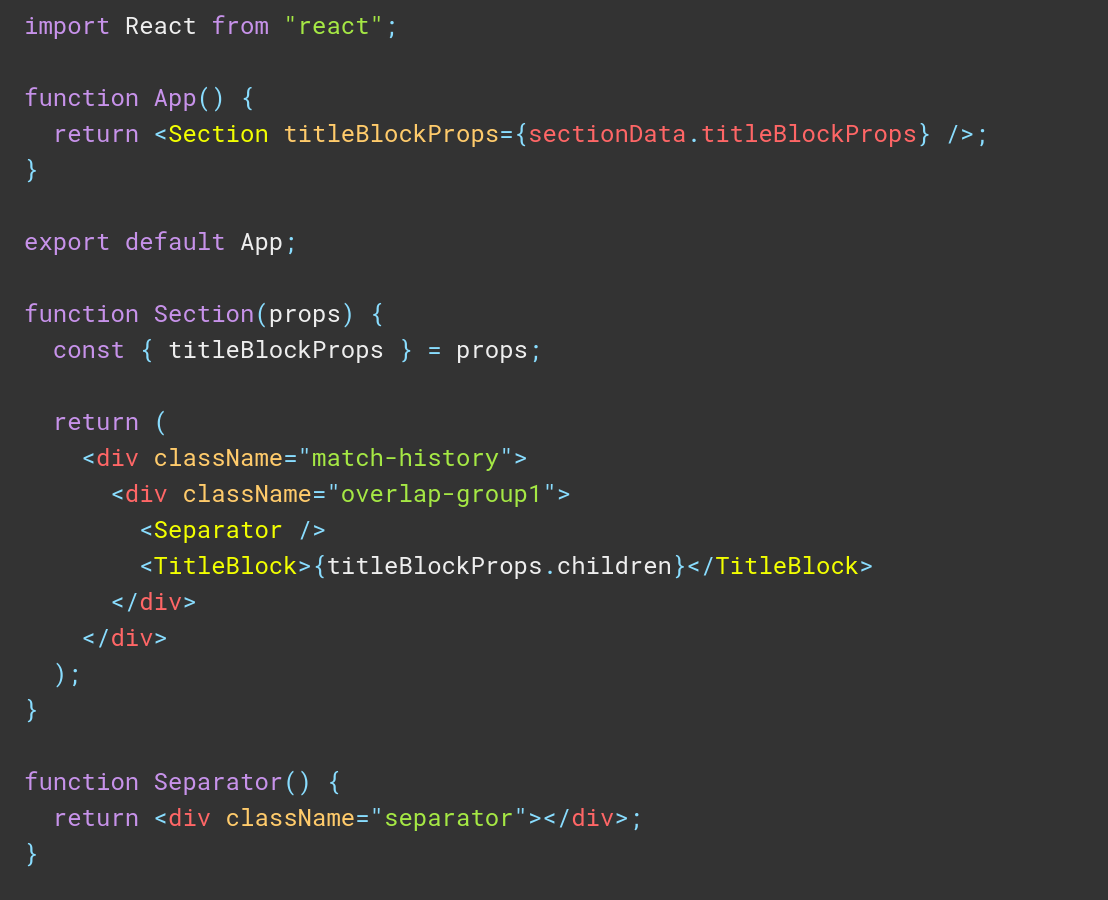 import React from "react";

function App() {
  return <Section titleBlockProps={sectionData.titleBlockProps} />;
}

export default App;

function Section(props) {
  const { titleBlockProps } = props;

  return (
    <div className="match-history">
      <div className="overlap-group1">
        <Separator />
        <TitleBlock>{titleBlockProps.children}</TitleBlock>
      </div>
    </div>
  );
}

function Separator() {
  return <div className="separator"></div>;
}